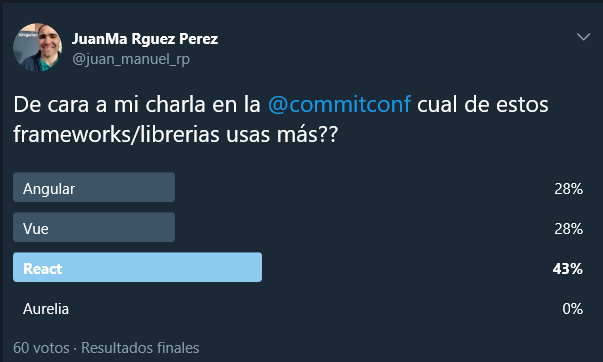 JuanMa Rguez Perez
@juan_manuel_rp
De cara a mi charla en la @commitconf cual de estos
frameworks/librerias usas más??
Angular 28%
Vue 28%
React 43%
Aurelia 0%
60 votos · Resultados finales